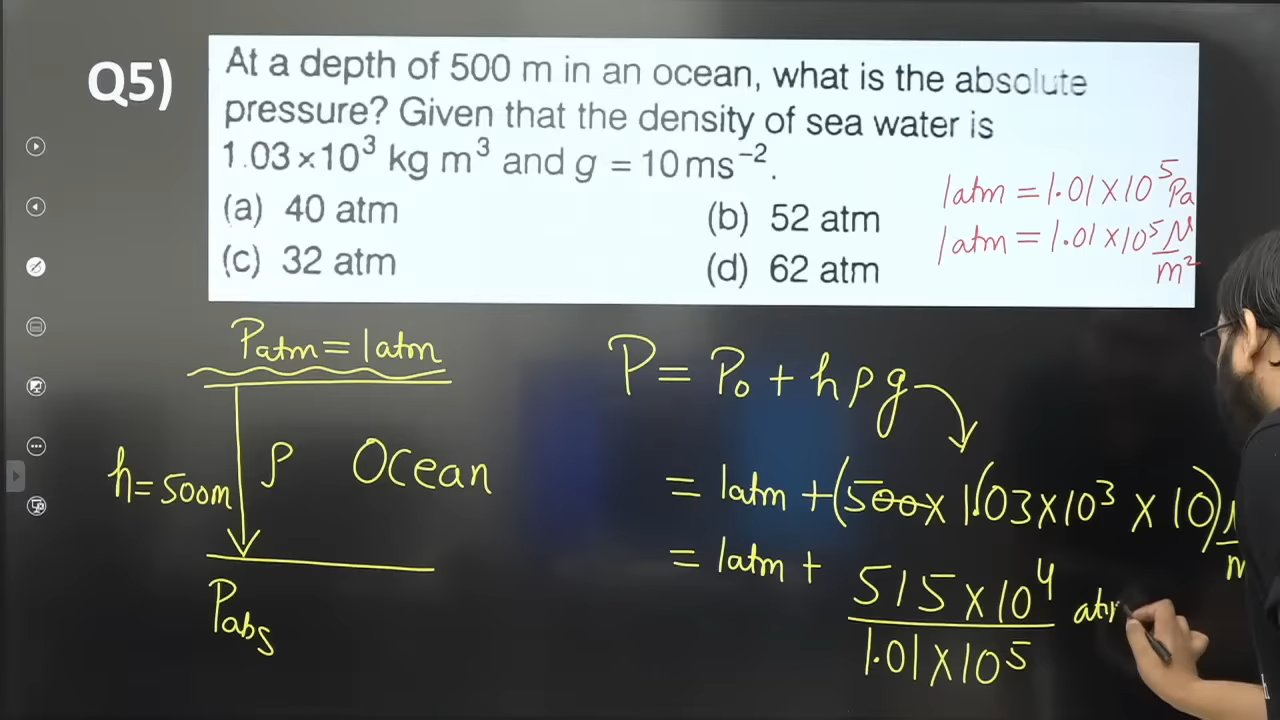 Q5)
At a depth of 500 m in an ocean, what is the absolute
pressure? Given that the density of sea water is
1.03×10³ kg m³ and g = 10 ms⁻².
(a) 40 atm (b) 52 atm
(c) 32 atm (d) 62 atm
1atm = 1.01×10⁵ Pa
1atm = 1.01×10⁵ N/m²
Patm = 1atm
h=500m
ρ Ocean
Pabs
P = P₀ + hρg
= 1atm + (500× 1.03×10³ × 10)
= 1atm + 515×10⁴
1.01×10⁵